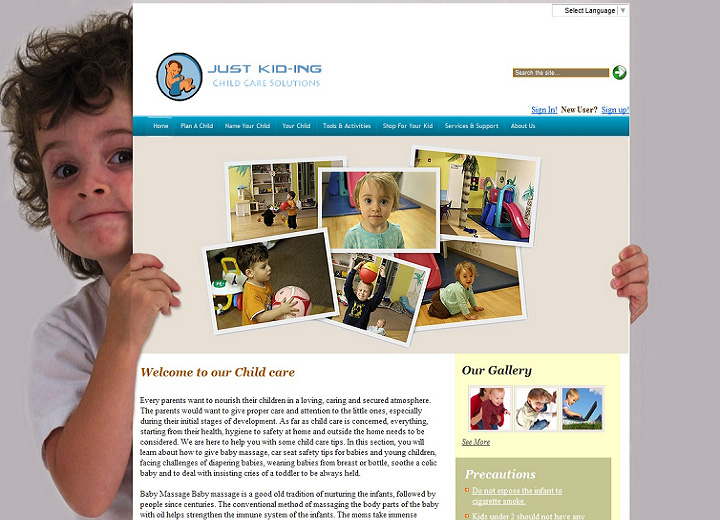 Select Language ▼
JUST KID-ING
CHILD CARE SOLUTIONS
Search the site...
Sign In! New User? Sign up!
Home Plan A Child Name Your Child Your Child Tools & Activities Shop For Your Kid Services & Support About Us
Welcome to our Child care
Every parents want to nourish their children in a loving, caring and secured atmosphere.
The parents would want to give proper care and attention to the little ones, especially
during their initial stages of development. As far as child care is concerned, everything,
starting from their health, hygiene to safety at home and outside the home needs to be
considered. We are here to help you with some child care tips. In this section, you will
learn about how to give baby massage, car seat safety tips for babies and young children,
facing challenges of diapering babies, weaning babies from breast or bottle, soothe a colic
baby and to deal with insisting cries of a toddler to be always held.
Baby Massage Baby massage is a good old tradition of nurturing the infants, followed by
people since centuries. The conventional method of massaging the body parts of the baby
with oil helps strengthen the immune system of the infants. The moms take immense
Our Gallery
See More
Precautions
Do not expose the infant to
cigarette smoke.
Kids under 2 should not have any